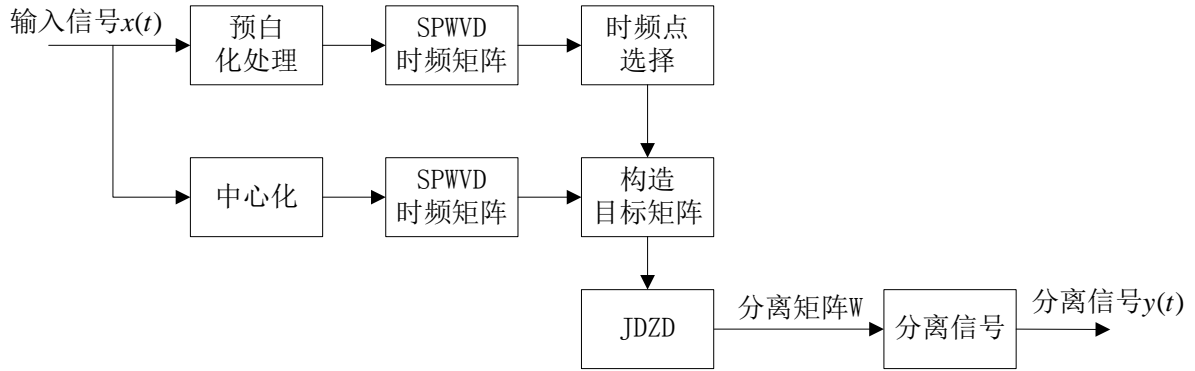 输入信号x(t)
预白
化处理
SPWVD
时频矩阵
时频点
选择
中心化
SPWVD
时频矩阵
构造
目标矩阵
JDZD
分离矩阵W
分离信号
分离信号y(t)